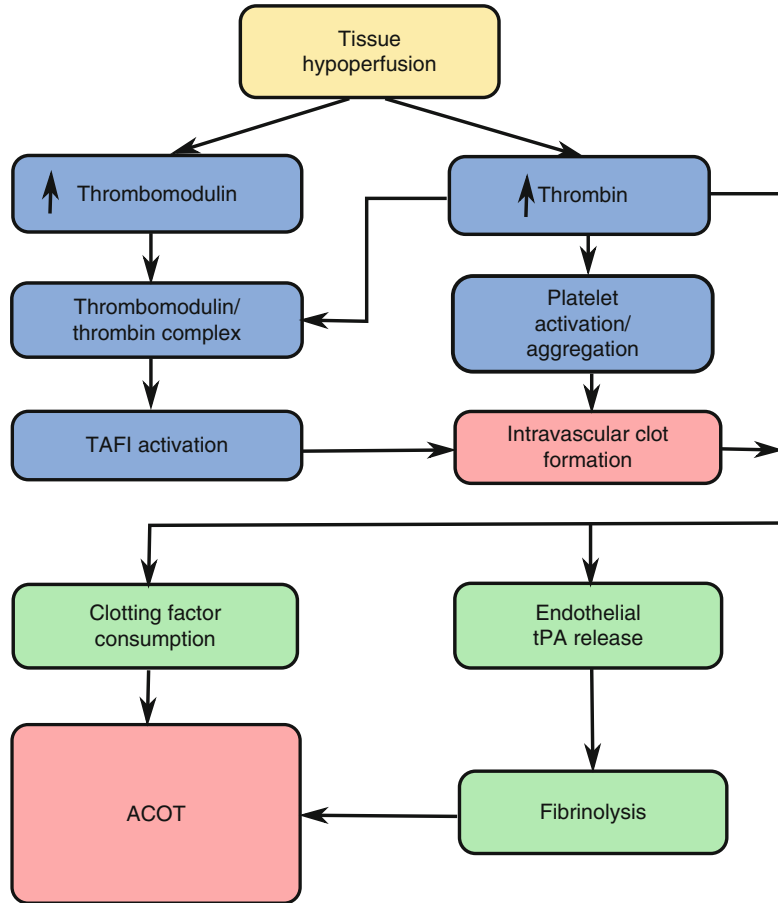 Tissue
hypoperfusion
Thrombomodulin
Thrombin
Thrombomodulin/
thrombin complex
Platelet
activation/
aggregation
TAFI activation
Intravascular clot
formation
Clotting factor
consumption
Endothelial
tPA release
ACOT
Fibrinolysis